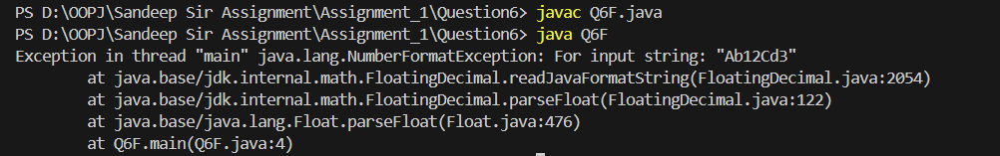 PS D:\OOPJ\Sandeep Sir Assignment\Assignment_1\Question6> javac Q6F.java
PS D:\OOPJ\Sandeep Sir Assignment\Assignment_1\Question6> java Q6F
Exception in thread "main" java.lang.NumberFormatException: For input string: "Ab12Cd3"
        at java.base/jdk.internal.math.FloatingDecimal.readJavaFormatString(FloatingDecimal.java:2054)
        at java.base/jdk.internal.math.FloatingDecimal.parseFloat(FloatingDecimal.java:122)
        at java.base/java.lang.Float.parseFloat(Float.java:476)
        at Q6F.main(Q6F.java:4)